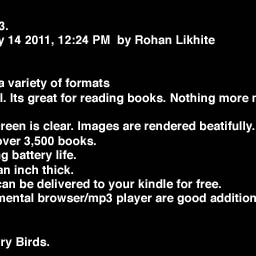 3.
y 14 2011, 12:24 PM by Rohan Likhite
a variety of formats
l. Its great for reading books. Nothing more
reen is clear. Images are rendered beatifully.
over 3,500 books.
g battery life.
an inch thick.
can be delivered to your kindle for free.
mental browser/mp3 player are good addition
ry Birds.